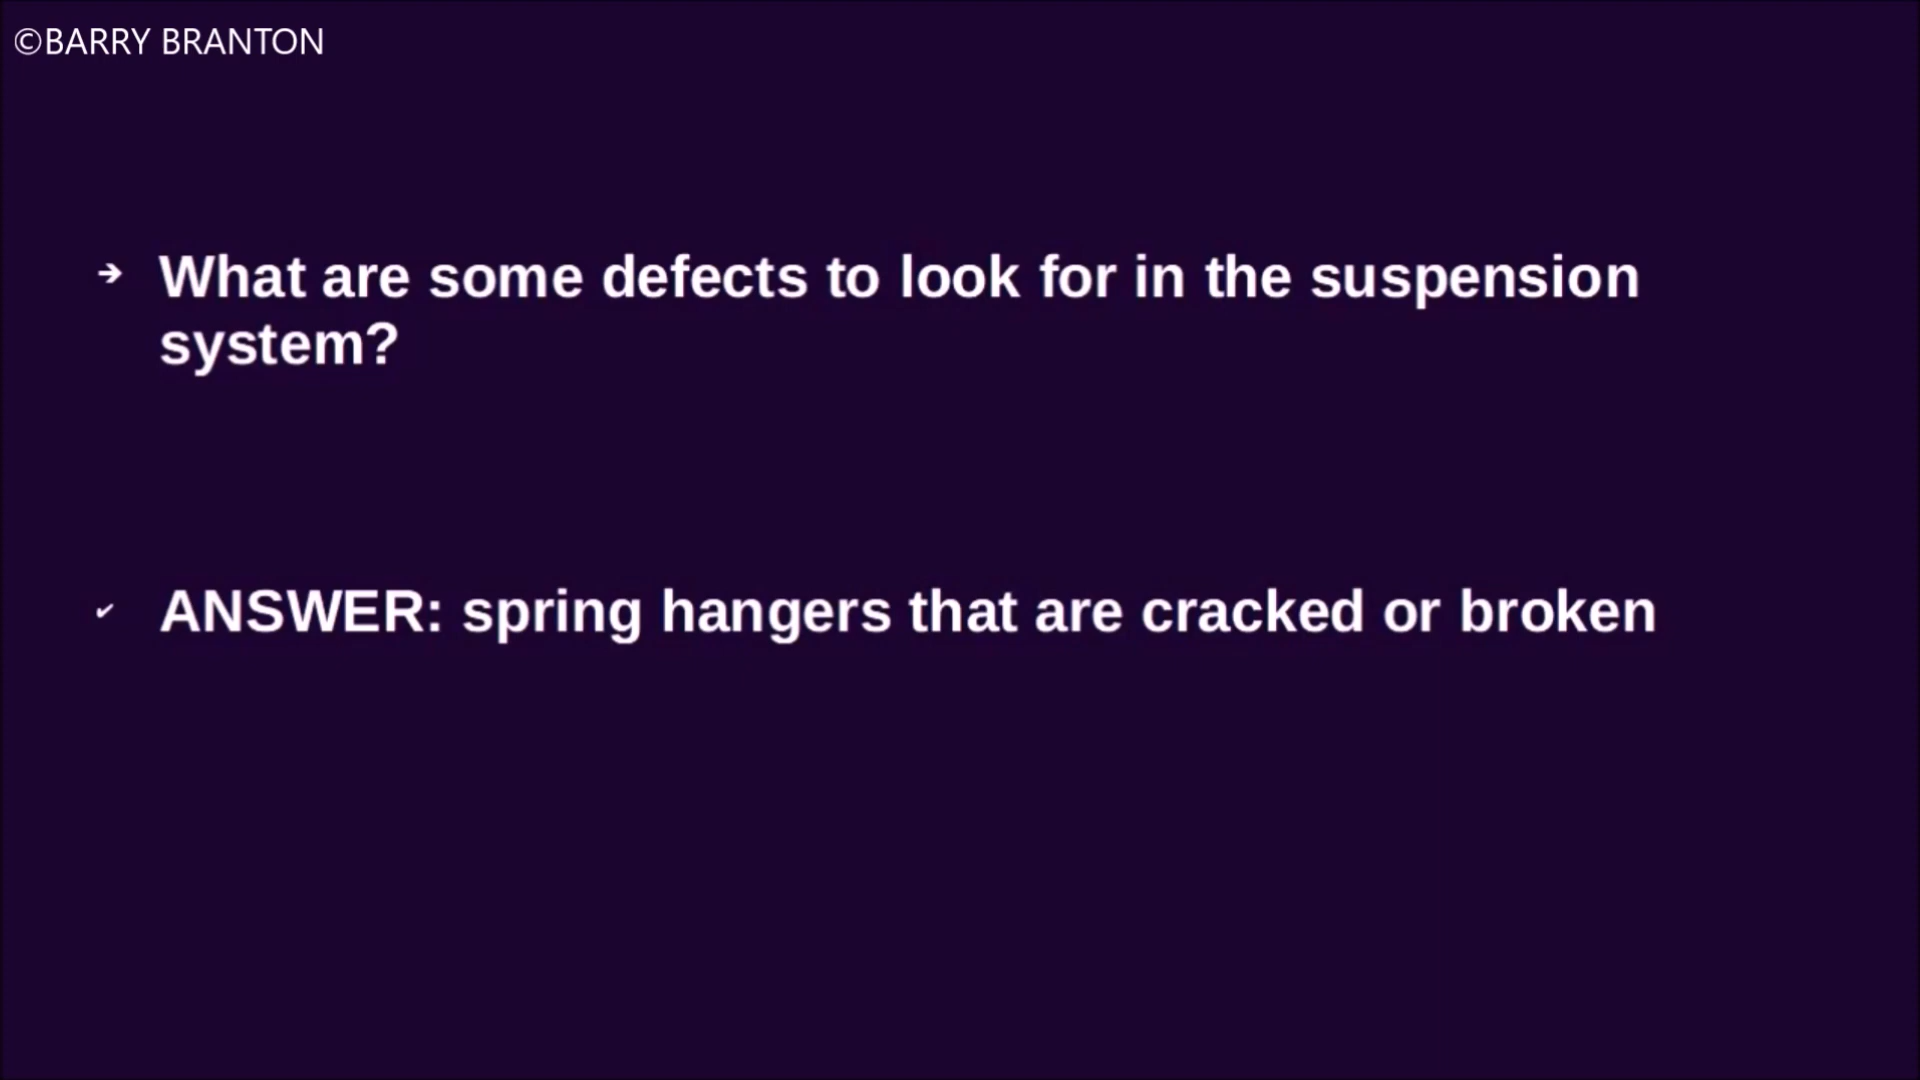 ©BARRY BRANTON
➔ What are some defects to look for in the suspension
system?
✔ ANSWER: spring hangers that are cracked or broken